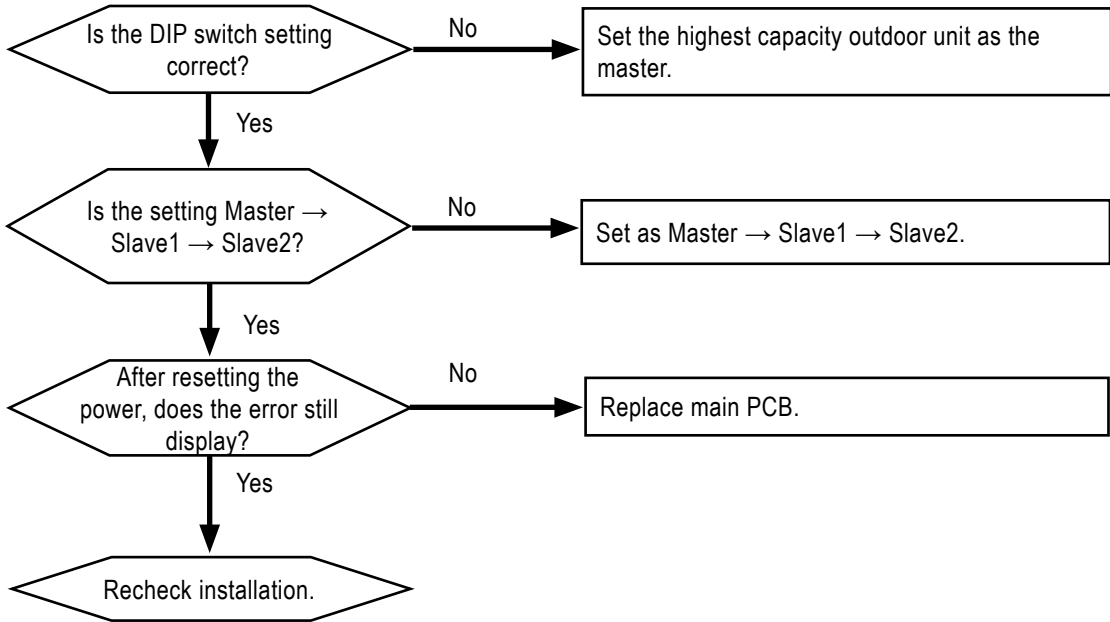 Is the DIP switch setting
correct?
No
Set the highest capacity outdoor unit as the
master.
Yes
Is the setting Master →
Slave1 → Slave2?
No
Set as Master → Slave1 → Slave2.
Yes
After resetting the
power, does the error still
display?
No
Replace main PCB.
Yes
Recheck installation.